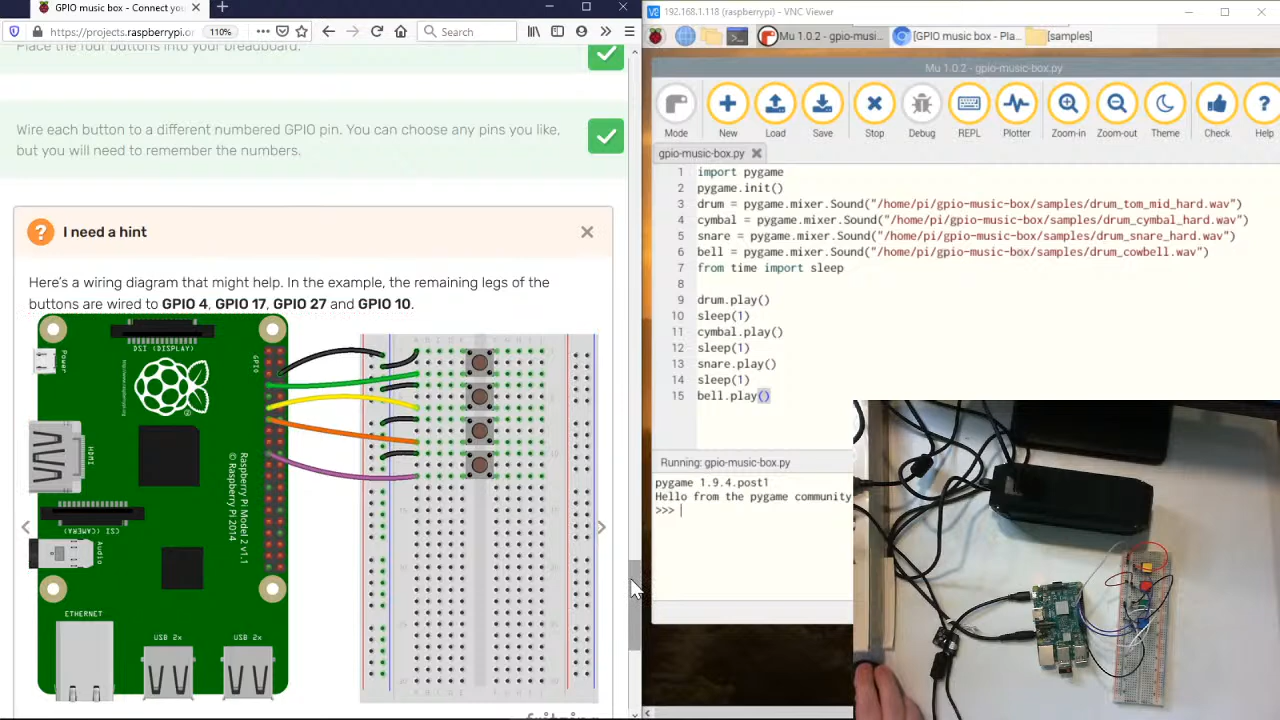 GPIO music box - Connect you
192.168.1.118 (raspberrypi) - VNC Viewer
https://projects.raspberrypi.or
110%
Search
Mu 1.0.2 - gpio-musi...
[GPIO music box - Pla...
[samples]
Place the four buttons into your breadboard.
Mu 1.0.2 - gpio-music-box.py
Mode
New
Load
Save
Stop
Debug
REPL
Plotter
Zoom-in
Zoom-out
Theme
Check
Help
Wire each button to a different numbered GPIO pin. You can choose any pins you like,
but you will need to remember the numbers.
gpio-music-box.py
1 import pygame
2 pygame.init()
3 drum = pygame.mixer.Sound("/home/pi/gpio-music-box/samples/drum_tom_mid_hard.wav")
4 cymbal = pygame.mixer.Sound("/home/pi/gpio-music-box/samples/drum_cymbal_hard.wav")
5 snare = pygame.mixer.Sound("/home/pi/gpio-music-box/samples/drum_snare_hard.wav")
6 bell = pygame.mixer.Sound("/home/pi/gpio-music-box/samples/drum_cowbell.wav")
7 from time import sleep
8
9 drum.play()
10 sleep(1)
11 cymbal.play()
12 sleep(1)
13 snare.play()
14 sleep(1)
15 bell.play()
? I need a hint
Here's a wiring diagram that might help. In the example, the remaining legs of the
buttons are wired to GPIO 4, GPIO 17, GPIO 27 and GPIO 10.
DSI (DISPLAY)
Power
GPIO
HDMI
Raspberry Pi Model 2 v1.1
© Raspberry Pi 2014
CSI (CAMERA)
Audio
ETHERNET
USB 2x
USB 2x
Running: gpio-music-box.py
pygame 1.9.4.post1
Hello from the pygame community
>>>